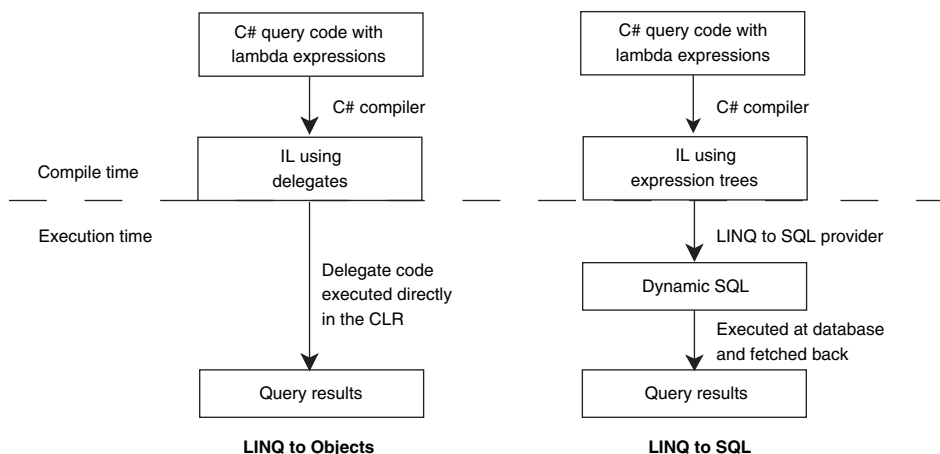 C# query code with
lambda expressions
C# compiler
IL using
delegates
Compile time
Execution time
Delegate code
executed directly
in the CLR
Query results
LINQ to Objects
C# query code with
lambda expressions
C# compiler
IL using
expression trees
LINQ to SQL provider
Dynamic SQL
Executed at database
and fetched back
Query results
LINQ to SQL